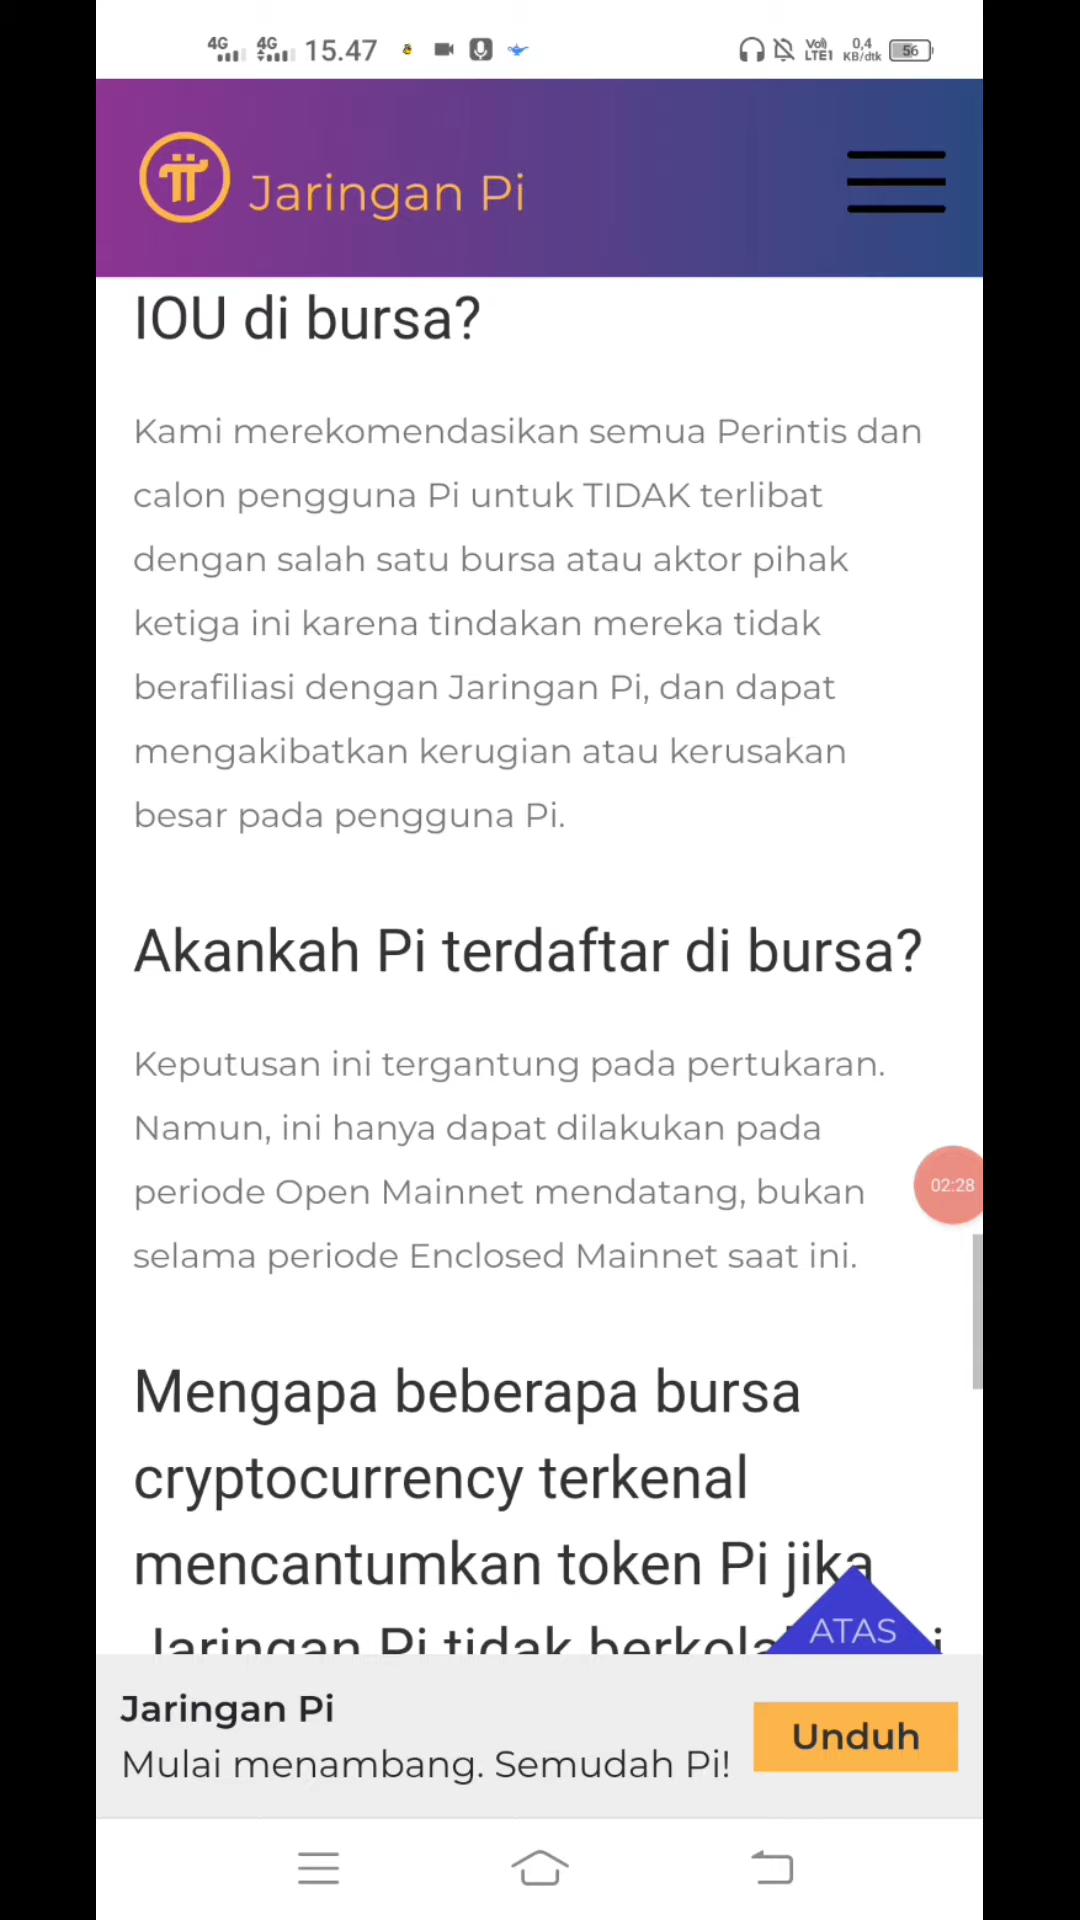 4G 4G 15.47 Vo) LTE1 0,4 KB/dtk 56
Jaringan Pi
IOU di bursa?
Kami merekomendasikan semua Perintis dan
calon pengguna Pi untuk TIDAK terlibat
dengan salah satu bursa atau aktor pihak
ketiga ini karena tindakan mereka tidak
berafiliasi dengan Jaringan Pi, dan dapat
mengakibatkan kerugian atau kerusakan
besar pada pengguna Pi.
Akankah Pi terdaftar di bursa?
Keputusan ini tergantung pada pertukaran.
Namun, ini hanya dapat dilakukan pada
periode Open Mainnet mendatang, bukan
02:28
selama periode Enclosed Mainnet saat ini.
Mengapa beberapa bursa
cryptocurrency terkenal
mencantumkan token Pi jika
ATAS
Jaringan Pi tidak
Jaringan Pi
Mulai menambang. Semudah Pi!
Unduh